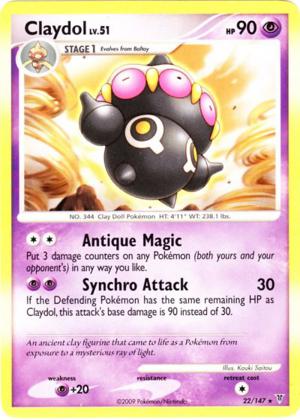 Claydol LV.51 HP 90
STAGE 1 Evolves from Baltoy
NO. 344 Clay Doll Pokémon HT: 4'11" WT: 238.1 lbs.
Antique Magic
Put 3 damage counters on any Pokémon (both yours and your
opponent's) in any way you like.
Synchro Attack 30
If the Defending Pokémon has the same remaining HP as
Claydol, this attack's base damage is 90 instead of 30.
An ancient clay figurine that came to life as a Pokémon from
exposure to a mysterious ray of light.
Illus. Kouki Saitou
weakness resistance retreat cost
+20
©2009 Pokémon/Nintendo 22/147 ★